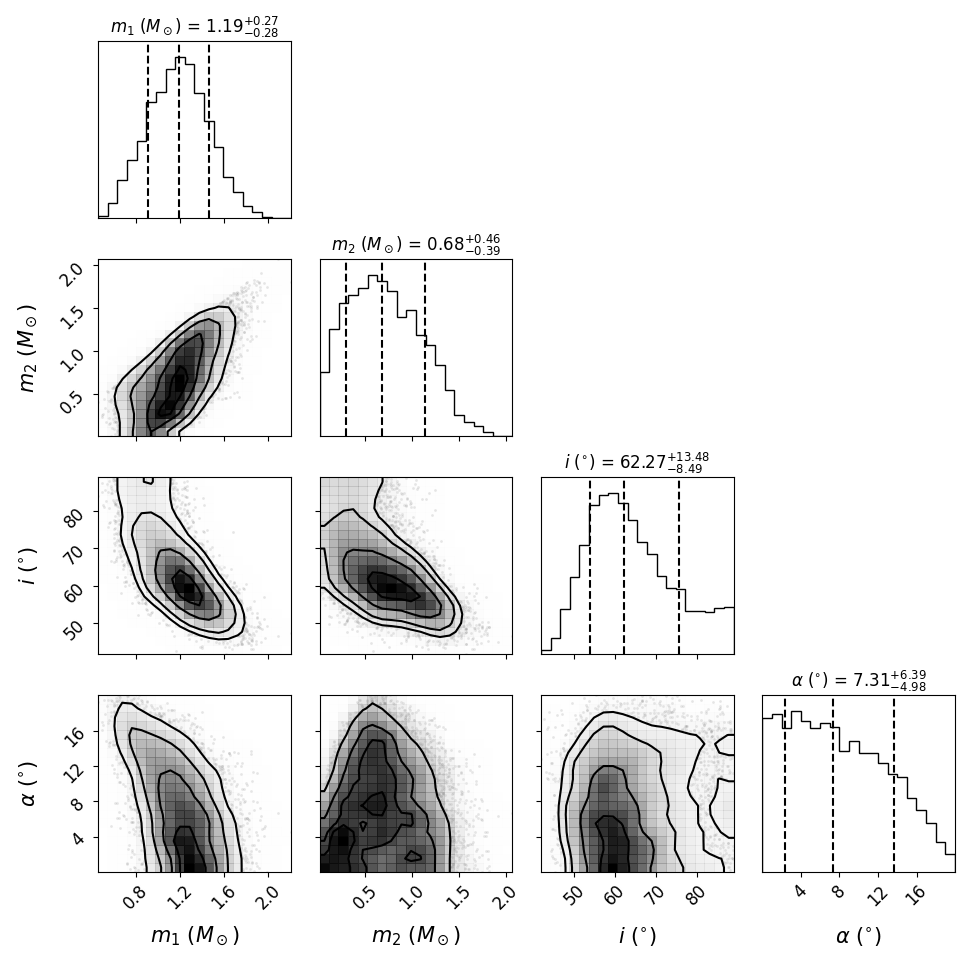 m₁ (M⊙) = 1.19+0.27−0.28
m₂ (M⊙) = 0.68+0.46−0.39
m₂ (M⊙)
2.0
1.5
1.0
0.5
i (°) = 62.27+13.48−8.49
i (°)
80
70
60
50
α (°) = 7.31+6.39−4.98
α (°)
16
12
8
4
0.8 1.2 1.6 2.0
0.5 1.0 1.5 2.0
50 60 70 80
4 8 12 16
m₁ (M⊙) m₂ (M⊙) i (°) α (°)